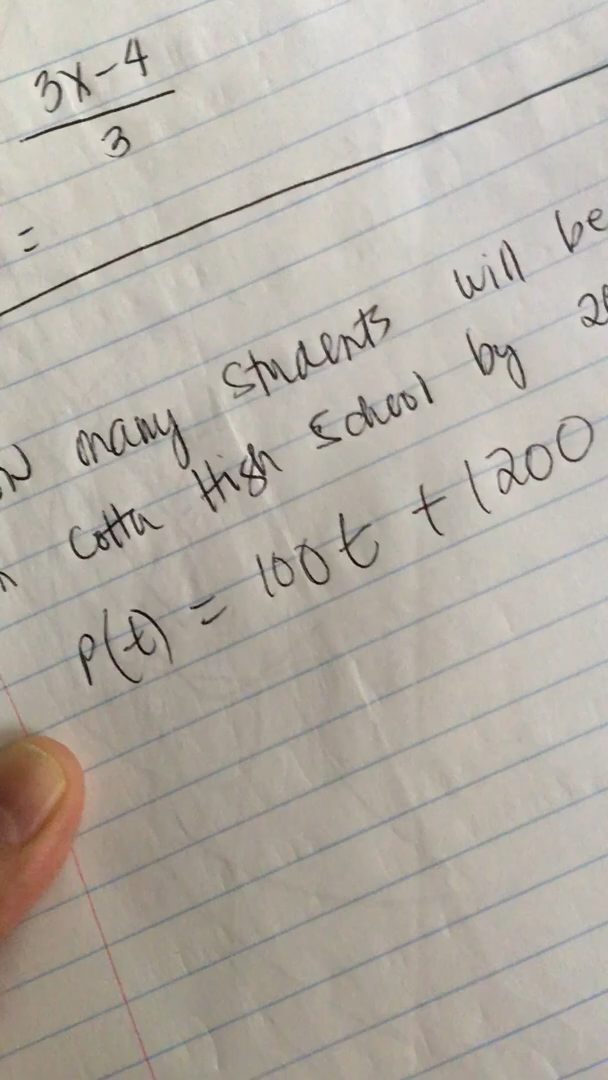 3x-4
3
=
many students will be
Cotta High School by
P(t) = 100t + 1200